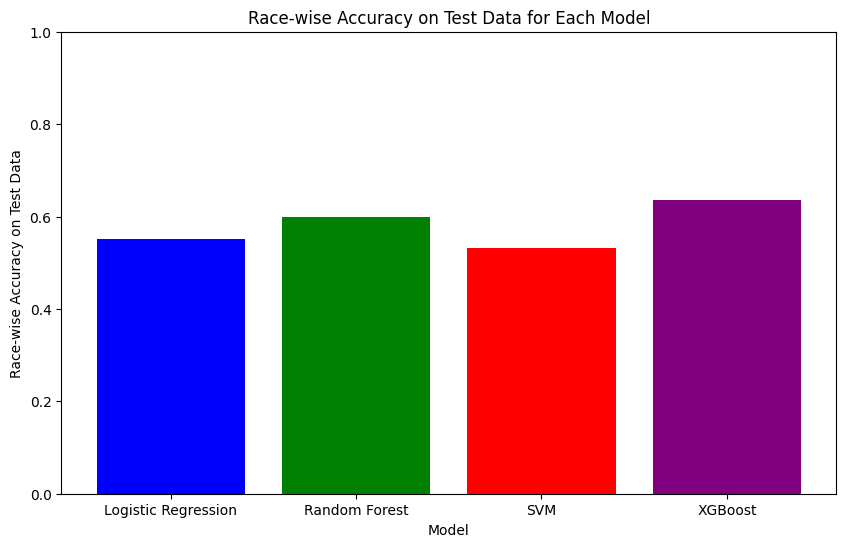 Race-wise Accuracy on Test Data for Each Model
Race-wise Accuracy on Test Data
1.0
0.8
0.6
0.4
0.2
0.0
Logistic Regression
Random Forest
SVM
XGBoost
Model